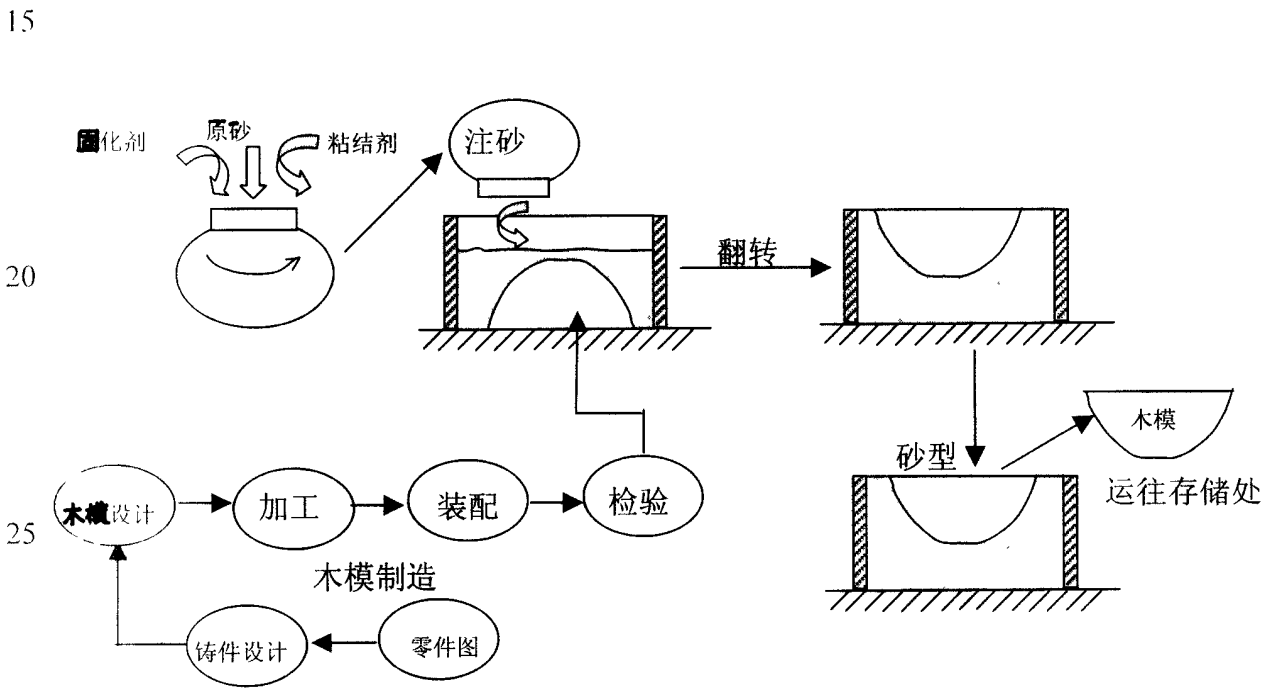 15
固化剂
原砂
粘结剂
注砂
翻转
20
木模
砂型
运往存储处
木模设计
加工
装配
检验
25
木模制造
铸件设计
零件图